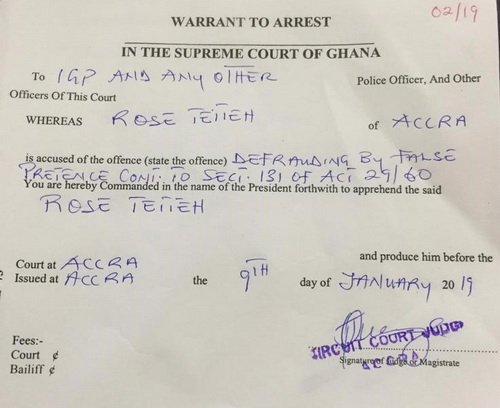 02/19
WARRANT TO ARREST
IN THE SUPREME COURT OF GHANA
To IGP AND ANY OTHER Police Officer, And Other
Officers Of This Court
WHEREAS ROSE TETTEH of ACCRA
is accused of the offence (state the offence) DEFRAUDING BY FALSE
PRETENCE CONT. TO SECT. 131 OF ACT 29/60
You are hereby Commanded in the name of the President forthwith to apprehend the said
ROSE TETTEH
and produce him before the
Court at ACCRA
Issued at ACCRA the 9TH day of JANUARY 2019
Fees:-
Court ¢
Bailiff ¢
CIRCUIT COURT JUDGE
ACCRA
Signature of Judge or Magistrate